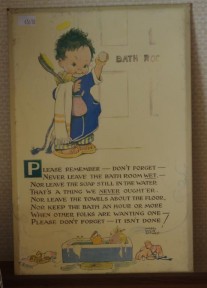 BATH RO
PLEASE REMEMBER — DON'T FORGET —
NEVER LEAVE THE BATH ROOM WET —
NOR LEAVE THE SOAP STILL IN THE WATER
THAT'S A THING WE NEVER OUGHT'ER —
NOR LEAVE THE TOWELS ABOUT THE FLOOR,
NOR KEEP THE BATH AN HOUR OR MORE
WHEN OTHER FOLKS ARE WANTING ONE —
PLEASE DON'T FORGET — IT ISN'T DONE!